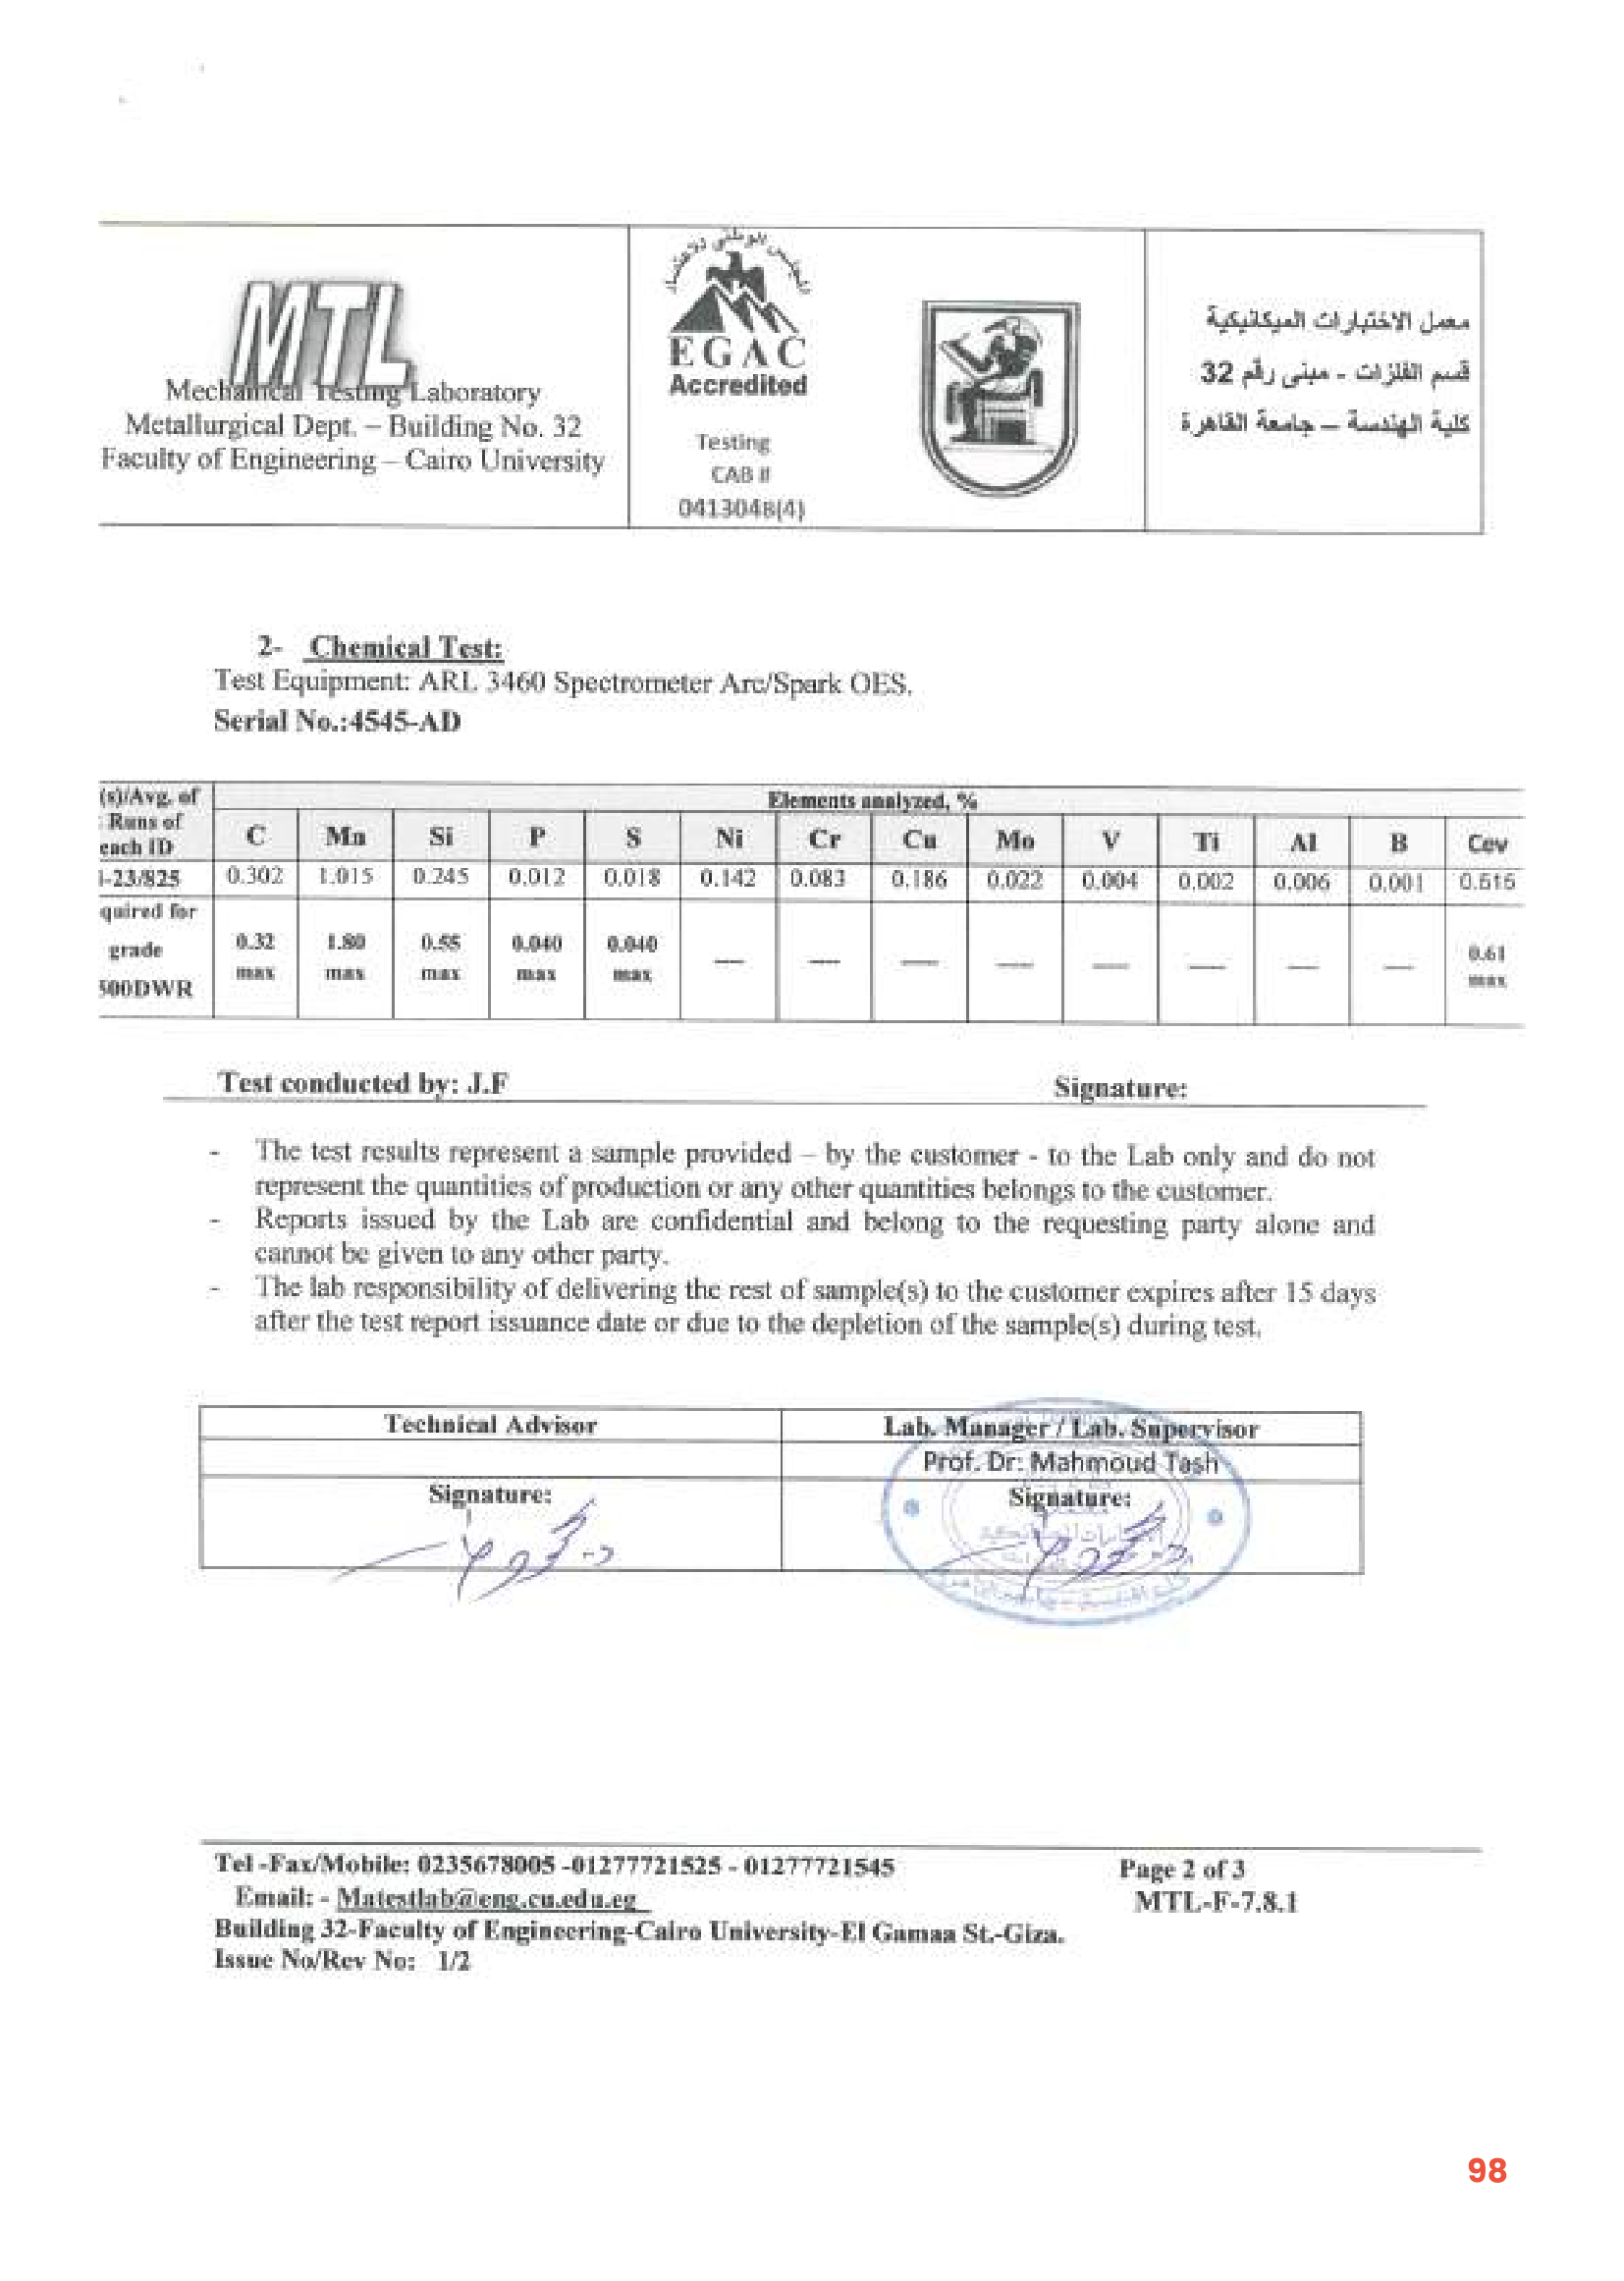 MTL
Mechanical Testing Laboratory
Metallurgical Dept. – Building No. 32
Faculty of Engineering – Cairo University
EGAC
Accredited
Testing
CAB #
0413048(4)
معمل الاختبارات الميكانيكية
قسم الفلزات - مبنى رقم 32
كلية الهندسة – جامعة القاهرة
2- Chemical Test:
Test Equipment: ARL 3460 Spectrometer Arc/Spark OES.
Serial No.:4545-AD
(s)/Avg. of Runs of each ID
Elements analyzed, %
C Mn Si P S Ni Cr Cu Mo V Ti Al B Cev
-23/825 0.302 1.015 0.245 0.012 0.018 0.142 0.083 0.186 0.022 0.004 0.002 0.006 0.001 0.515
quired for grade 500DWR 0.32 max 1.80 max 0.55 max 0.040 max 0.040 max — — — — — — — — 0.61 max
Test conducted by: J.F Signature:
- The test results represent a sample provided – by the customer - to the Lab only and do not
represent the quantities of production or any other quantities belongs to the customer.
- Reports issued by the Lab are confidential and belong to the requesting party alone and
cannot be given to any other party.
- The lab responsibility of delivering the rest of sample(s) to the customer expires after 15 days
after the test report issuance date or due to the depletion of the sample(s) during test.
Technical Advisor Lab. Manager / Lab. Supervisor
Prof. Dr: Mahmoud Tash
Signature: Signature:
Tel -Fax/Mobile: 0235678005 -01277721525 - 01277721545 Page 2 of 3
Email: - Matestlab@eng.cu.edu.eg MTL-F-7.8.1
Building 32-Faculty of Engineering-Cairo University-El Gamaa St.-Giza.
Issue No/Rev No: 1/2
98